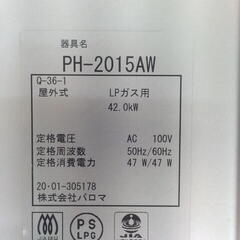 器具名
PH-2015AW
Q-36-1
屋外式 LPガス用
42.0kW
定格電圧 AC 100V
定格周波数 50Hz/60Hz
定格消費電力 47 W/47 W
20-01-305178
株式会社パロマ
PS
LPG
JIA